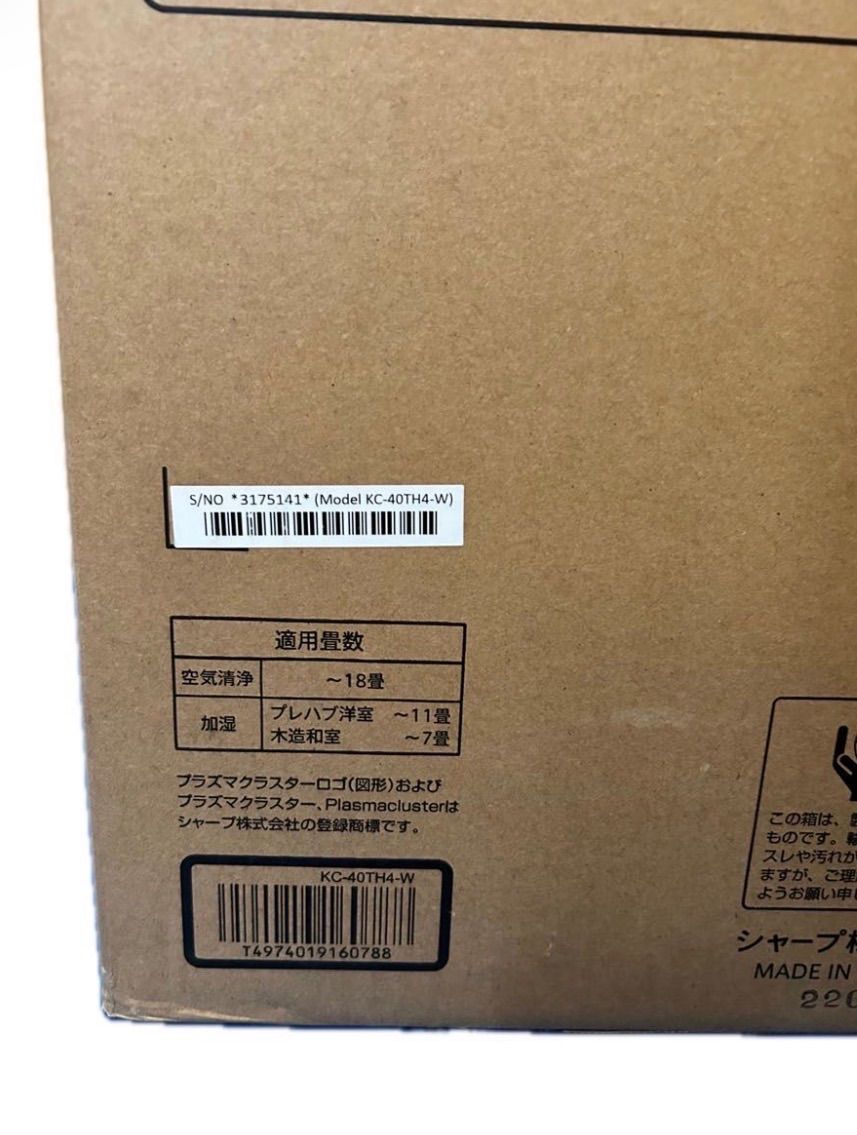 S/NO *3175141* (Model KC-40TH4-W)
適用畳数
空気清浄 ～18畳
加湿 プレハブ洋室 ～11畳
木造和室 ～7畳
プラズマクラスターロゴ(図形)および
プラズマクラスター、Plasmaclusterは
シャープ株式会社の登録商標です。
KC-40TH4-W
T4974019160788
この箱は、
ものです。
スレや汚れが
ますが、ご理
ようお願い申し
シャープ株
MADE IN
220